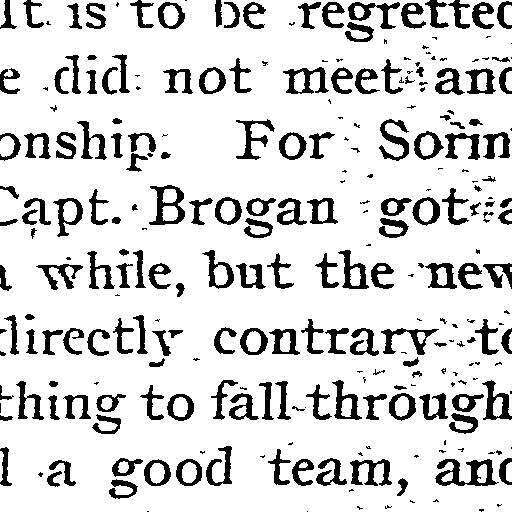 It is to be regretted
e did not meet and
onship. For Sorin
Capt. Brogan got a
a while, but the new
directly contrary to
thing to fall through
l a good team, and